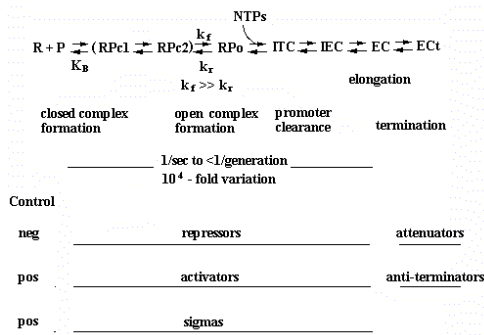 NTPs
k_f
R + P ⇌ (RPc1 ⇌ RPc2) ⇌ RPo ⇌ ITC ⇌ IEC ⇌ EC ⇌ ECt
K_B k_r
k_f >> k_r elongation
closed complex formation
open complex formation
promoter clearance
termination
1/sec to <1/generation
10⁴ - fold variation
Control
neg repressors attenuators
pos activators anti-terminators
pos sigmas